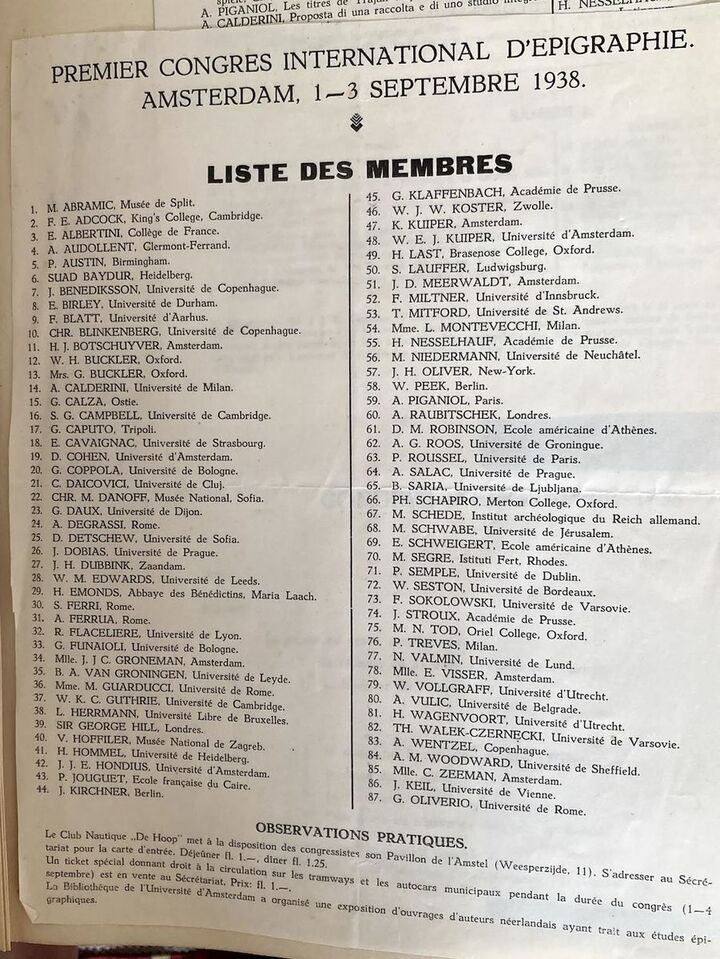 A. PIGANIOL, Les titres de Trajan
A. CALDERINI, Proposta di una raccolta e di uno studio
H. NESSELHAUF
PREMIER CONGRES INTERNATIONAL D'EPIGRAPHIE.
AMSTERDAM, 1—3 SEPTEMBRE 1938.
LISTE DES MEMBRES
1. M. ABRAMIC, Musée de Split.
2. F. E. ADCOCK, King's College, Cambridge.
3. E. ALBERTINI, Collège de France.
4. A. AUDOLLENT, Clermont-Ferrand.
5. P. AUSTIN, Birmingham.
6. SUAD BAYDUR, Heidelberg.
7. J. BENEDIKSSON, Université de Copenhague.
8. E. BIRLEY, Université de Durham.
9. F. BLATT, Université d'Aarhus.
10. CHR. BLINKENBERG, Université de Copenhague.
11. H. J. BOTSCHUYVER, Amsterdam.
12. W. H. BUCKLER, Oxford.
13. Mrs. G. BUCKLER, Oxford.
14. A. CALDERINI, Université de Milan.
15. G. CALZA, Ostie.
16. S. G. CAMPBELL, Université de Cambridge.
17. G. CAPUTO, Tripoli.
18. E. CAVAIGNAC, Université de Strasbourg.
19. D. COHEN, Université d'Amsterdam.
20. G. COPPOLA, Université de Bologne.
21. C. DAICOVICI, Université de Cluj.
22. CHR. M. DANOFF, Musée National, Sofia.
23. G. DAUX, Université de Dijon.
24. A. DEGRASSI, Rome.
25. D. DETSCHEW, Université de Sofia.
26. J. DOBIAS, Université de Prague.
27. J. H. DUBBINK, Zaandam.
28. W. M. EDWARDS, Université de Leeds.
29. H. EMONDS, Abbaye des Bénédictins, Maria Laach.
30. S. FERRI, Rome.
31. A. FERRUA, Rome.
32. R. FLACELIERE, Université de Lyon.
33. G. FUNAIOLI, Université de Bologne.
34. Mlle. J. J C. GRONEMAN, Amsterdam.
35. B. A. VAN GRONINGEN, Université de Leyde.
36. Mme. M. GUARDUCCI, Université de Rome.
37. W. K. C. GUTHRIE, Université de Cambridge.
38. L. HERRMANN, Université Libre de Bruxelles.
39. SIR GEORGE HILL, Londres.
40. V. HOFFILER, Musée National de Zagreb.
41. H. HOMMEL, Université de Heidelberg.
42. J. J. E. HONDIUS, Université d'Amsterdam.
43. P. JOUGUET, Ecole française du Caire.
44. J. KIRCHNER, Berlin.
45. G. KLAFFENBACH, Académie de Prusse.
46. W. J. W. KOSTER, Zwolle.
47. K. KUIPER, Amsterdam.
48. W. E. J. KUIPER, Université d'Amsterdam.
49. H. LAST, Brasenose College, Oxford.
50. S. LAUFFER, Ludwigsburg.
51. J. D. MEERWALDT, Amsterdam.
52. F. MILTNER, Université d'Innsbruck.
53. T. MITFORD, Université de St. Andrews.
54. Mme. L. MONTEVECCHI, Milan.
55. H. NESSELHAUF, Académie de Prusse.
56. M. NIEDERMANN, Université de Neuchâtel.
57. J. H. OLIVER, New-York.
58. W. PEEK, Berlin.
59. A. PIGANIOL, Paris.
60. A. RAUBITSCHEK, Londres.
61. D. M. ROBINSON, Ecole américaine d'Athènes.
62. A. G. ROOS, Université de Groningue.
63. P. ROUSSEL, Université de Paris.
64. A. SALAC, Université de Prague.
65. B. SARIA, Université de Ljubljana.
66. PH. SCHAPIRO, Merton College, Oxford.
67. M. SCHEDE, Institut archéologique du Reich allemand.
68. M. SCHWABE, Université de Jérusalem.
69. E. SCHWEIGERT, Ecole américaine d'Athènes.
70. M. SEGRE, Istituti Fert, Rhodes.
71. P. SEMPLE, Université de Dublin.
72. W. SESTON, Université de Bordeaux.
73. F. SOKOLOWSKI, Université de Varsovie.
74. J. STROUX, Académie de Prusse.
75. M. N. TOD, Oriel College, Oxford.
76. P. TREVES, Milan.
77. N. VALMIN, Université de Lund.
78. Mlle. E. VISSER, Amsterdam.
79. W. VOLLGRAFF, Université d'Utrecht.
80. A. VULIC, Université de Belgrade.
81. H. WAGENVOORT, Université d'Utrecht.
82. TH. WALEK-CZERNECKI, Université de Varsovie.
83. A. WENTZEL, Copenhague.
84. A. M. WOODWARD, Université de Sheffield.
85. Mlle. C. ZEEMAN, Amsterdam.
86. J. KEIL, Université de Vienne.
87. G. OLIVERIO, Université de Rome.
OBSERVATIONS PRATIQUES.
Le Club Nautique „De Hoop" met à la disposition des congressistes son Pavillon de l'Amstel (Weesperzijde, 11). S'adresser au Sécré-
tariat pour la carte d'entrée. Déjeûner fl. 1.—, dîner fl. 1.25.
Un ticket spécial donnant droit à la circulation sur les tramways et les autocars municipaux pendant la durée du congrès (1—4
septembre) est en vente au Sécrétariat. Prix: fl. 1.—.
La Bibliothèque de l'Université d'Amsterdam a organisé une exposition d'ouvrages d'auteurs néerlandais ayant trait aux études épi-
graphiques.